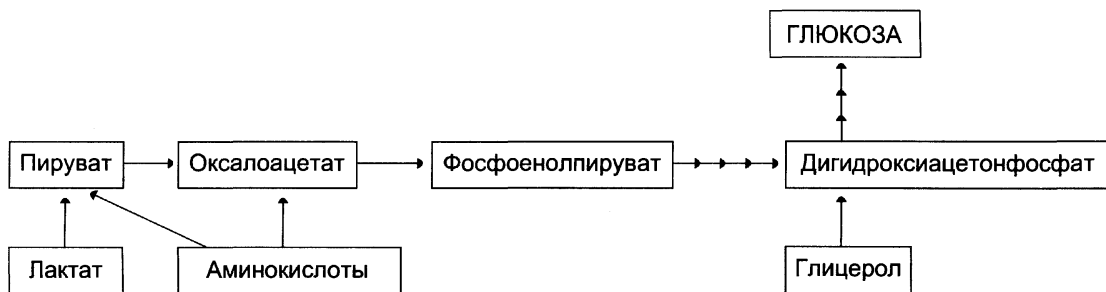 ГЛЮКОЗА
Пируват
Оксалоацетат
Фосфоенолпируват
Дигидроксиацетонфосфат
Лактат
Аминокислоты
Глицерол